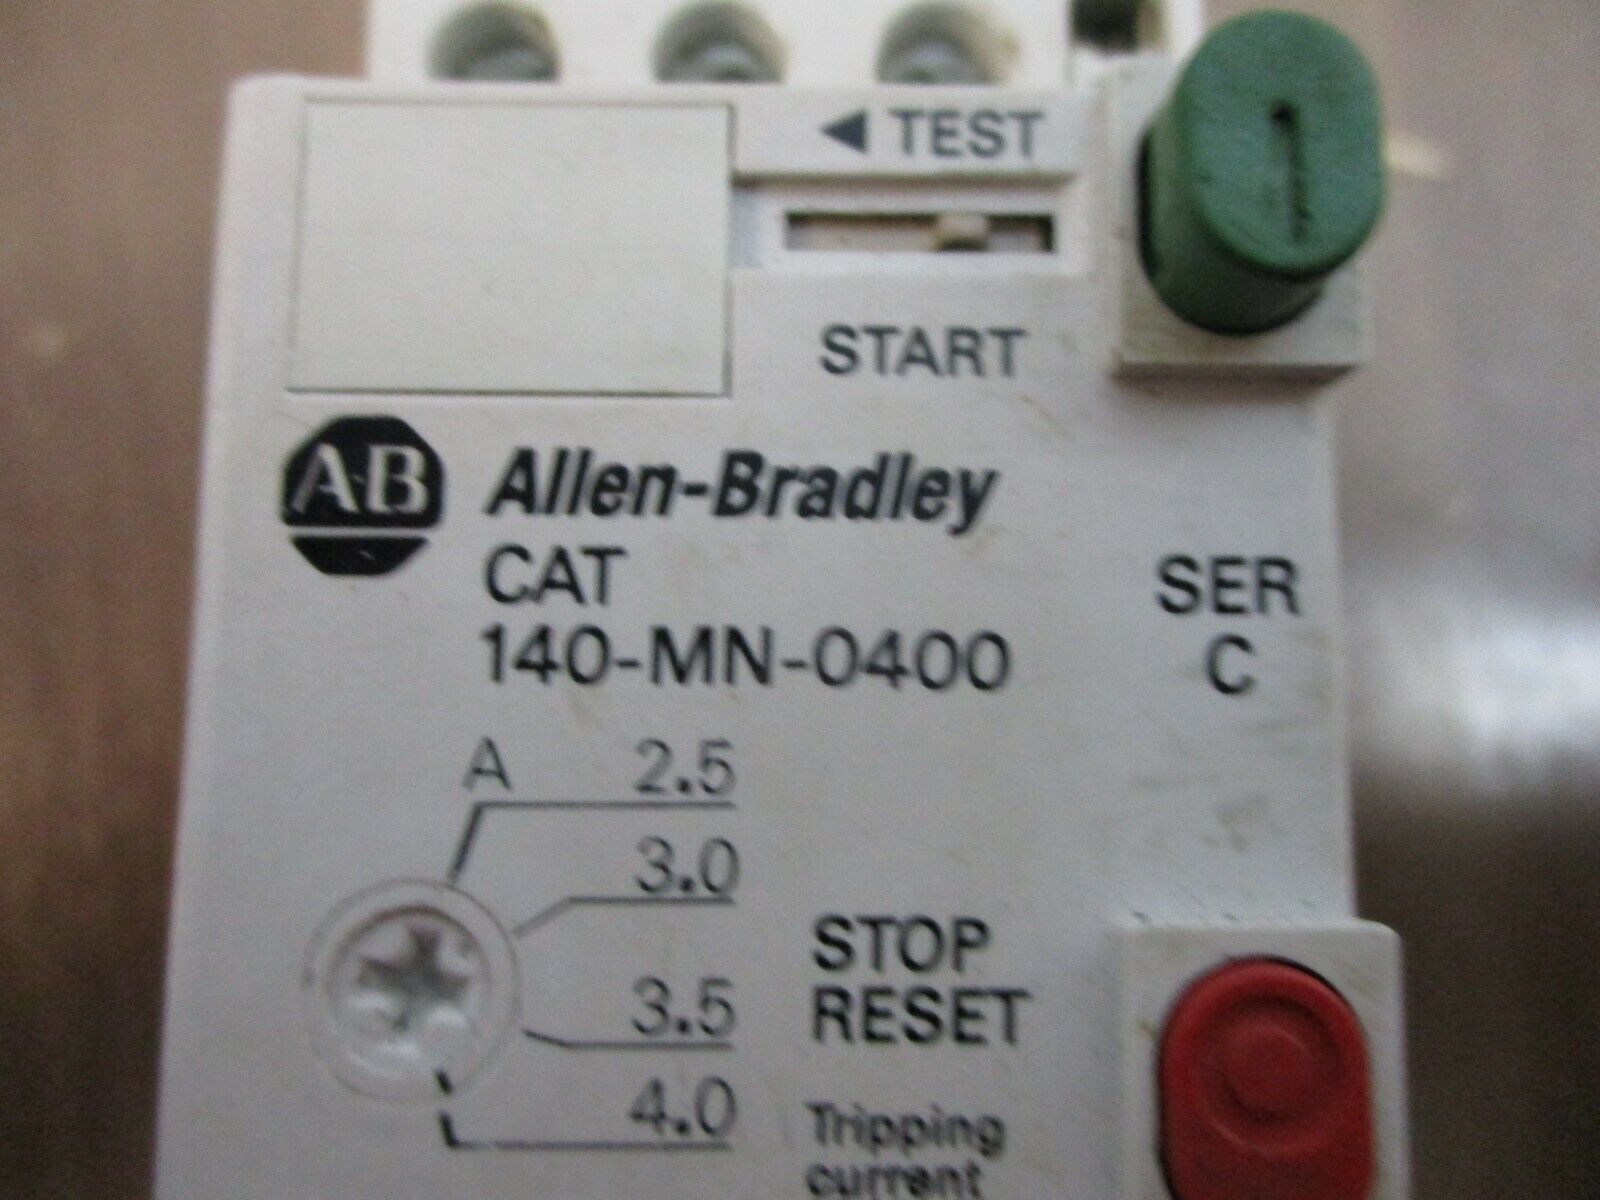 ◀ TEST
START
AB Allen-Bradley
CAT
140-MN-0400
SER
C
A 2.5
3.0
3.5
4.0
STOP
RESET
Tripping
current